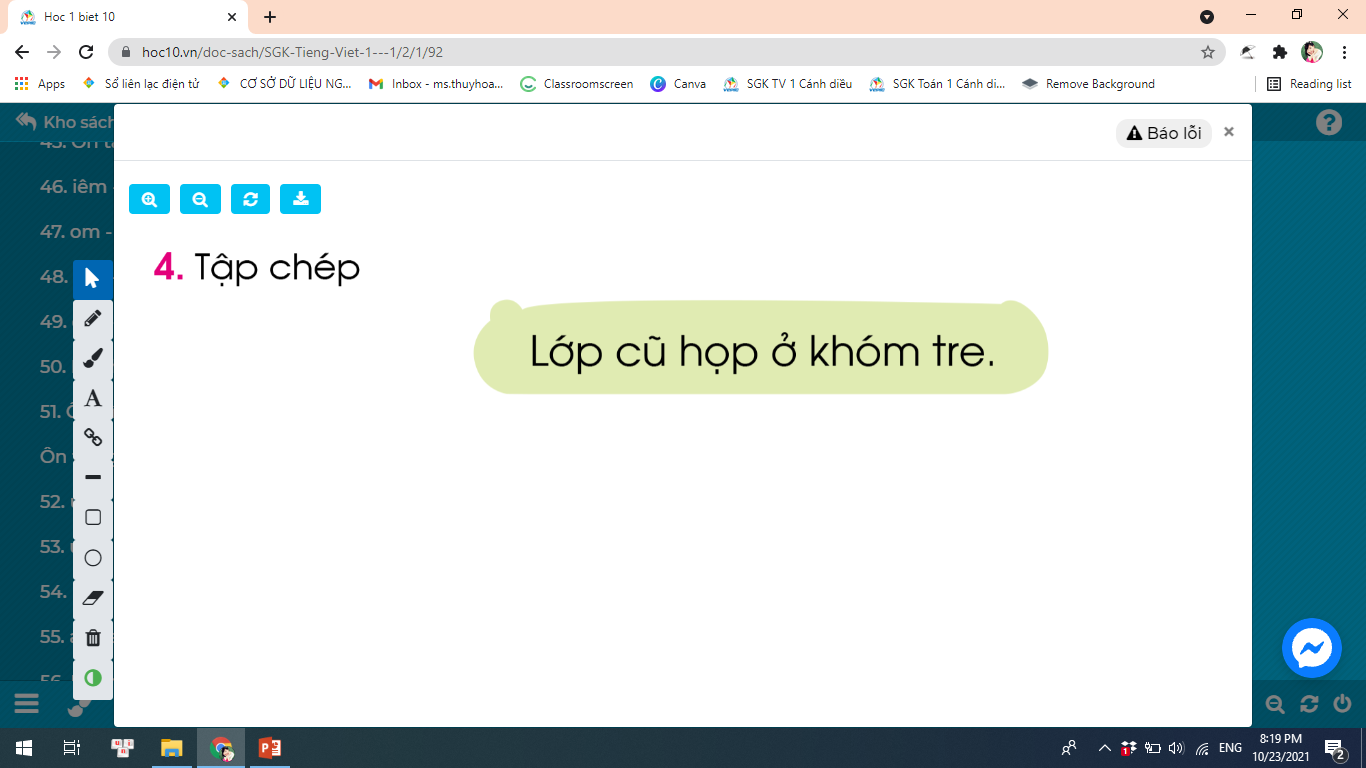 Hoc 1 biet 10
hoc10.vn/doc-sach/SGK-Tieng-Viet-1---1/2/1/92
Apps Sổ liên lạc điện tử CƠ SỞ DỮ LIỆU NG... Inbox - ms.thuyhoa... Classroomscreen Canva SGK TV 1 Cánh diều SGK Toán 1 Cánh di... Remove Background Reading list
Kho sách
Báo lỗi
46. iêm
47. om -
48.
49.
50.
51.
Ôn
52.
53.
54.
55.
56.
4. Tập chép
Lớp cũ họp ở khóm tre.
A
ENG
8:19 PM
10/23/2021
1
2